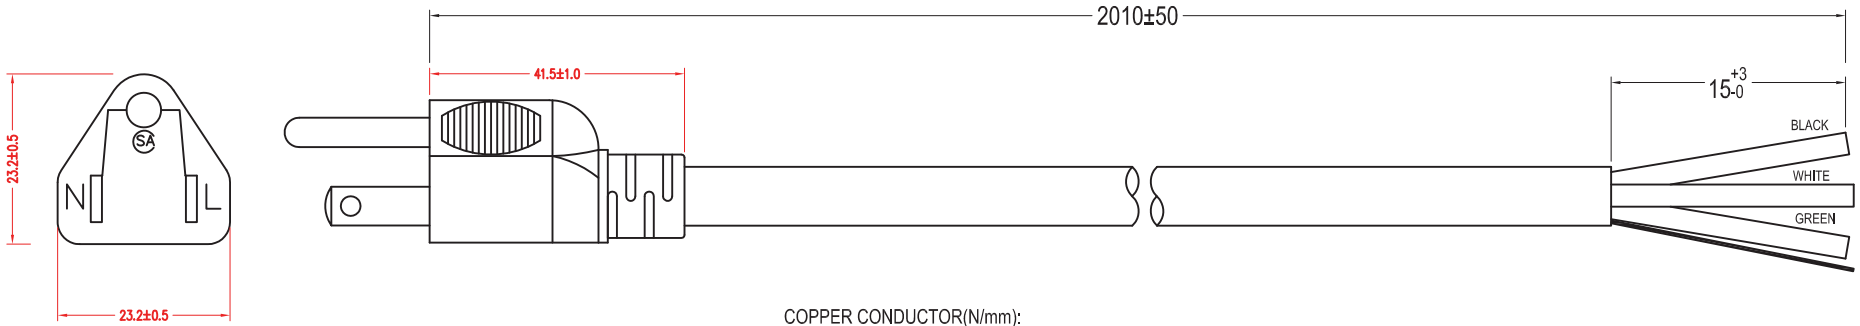 2010±50
41.5±1.0
15 +3 -0
BLACK
SA
23.2±0.5
WHITE
N L
GREEN
23.2±0.5
COPPER CONDUCTOR(N/mm):